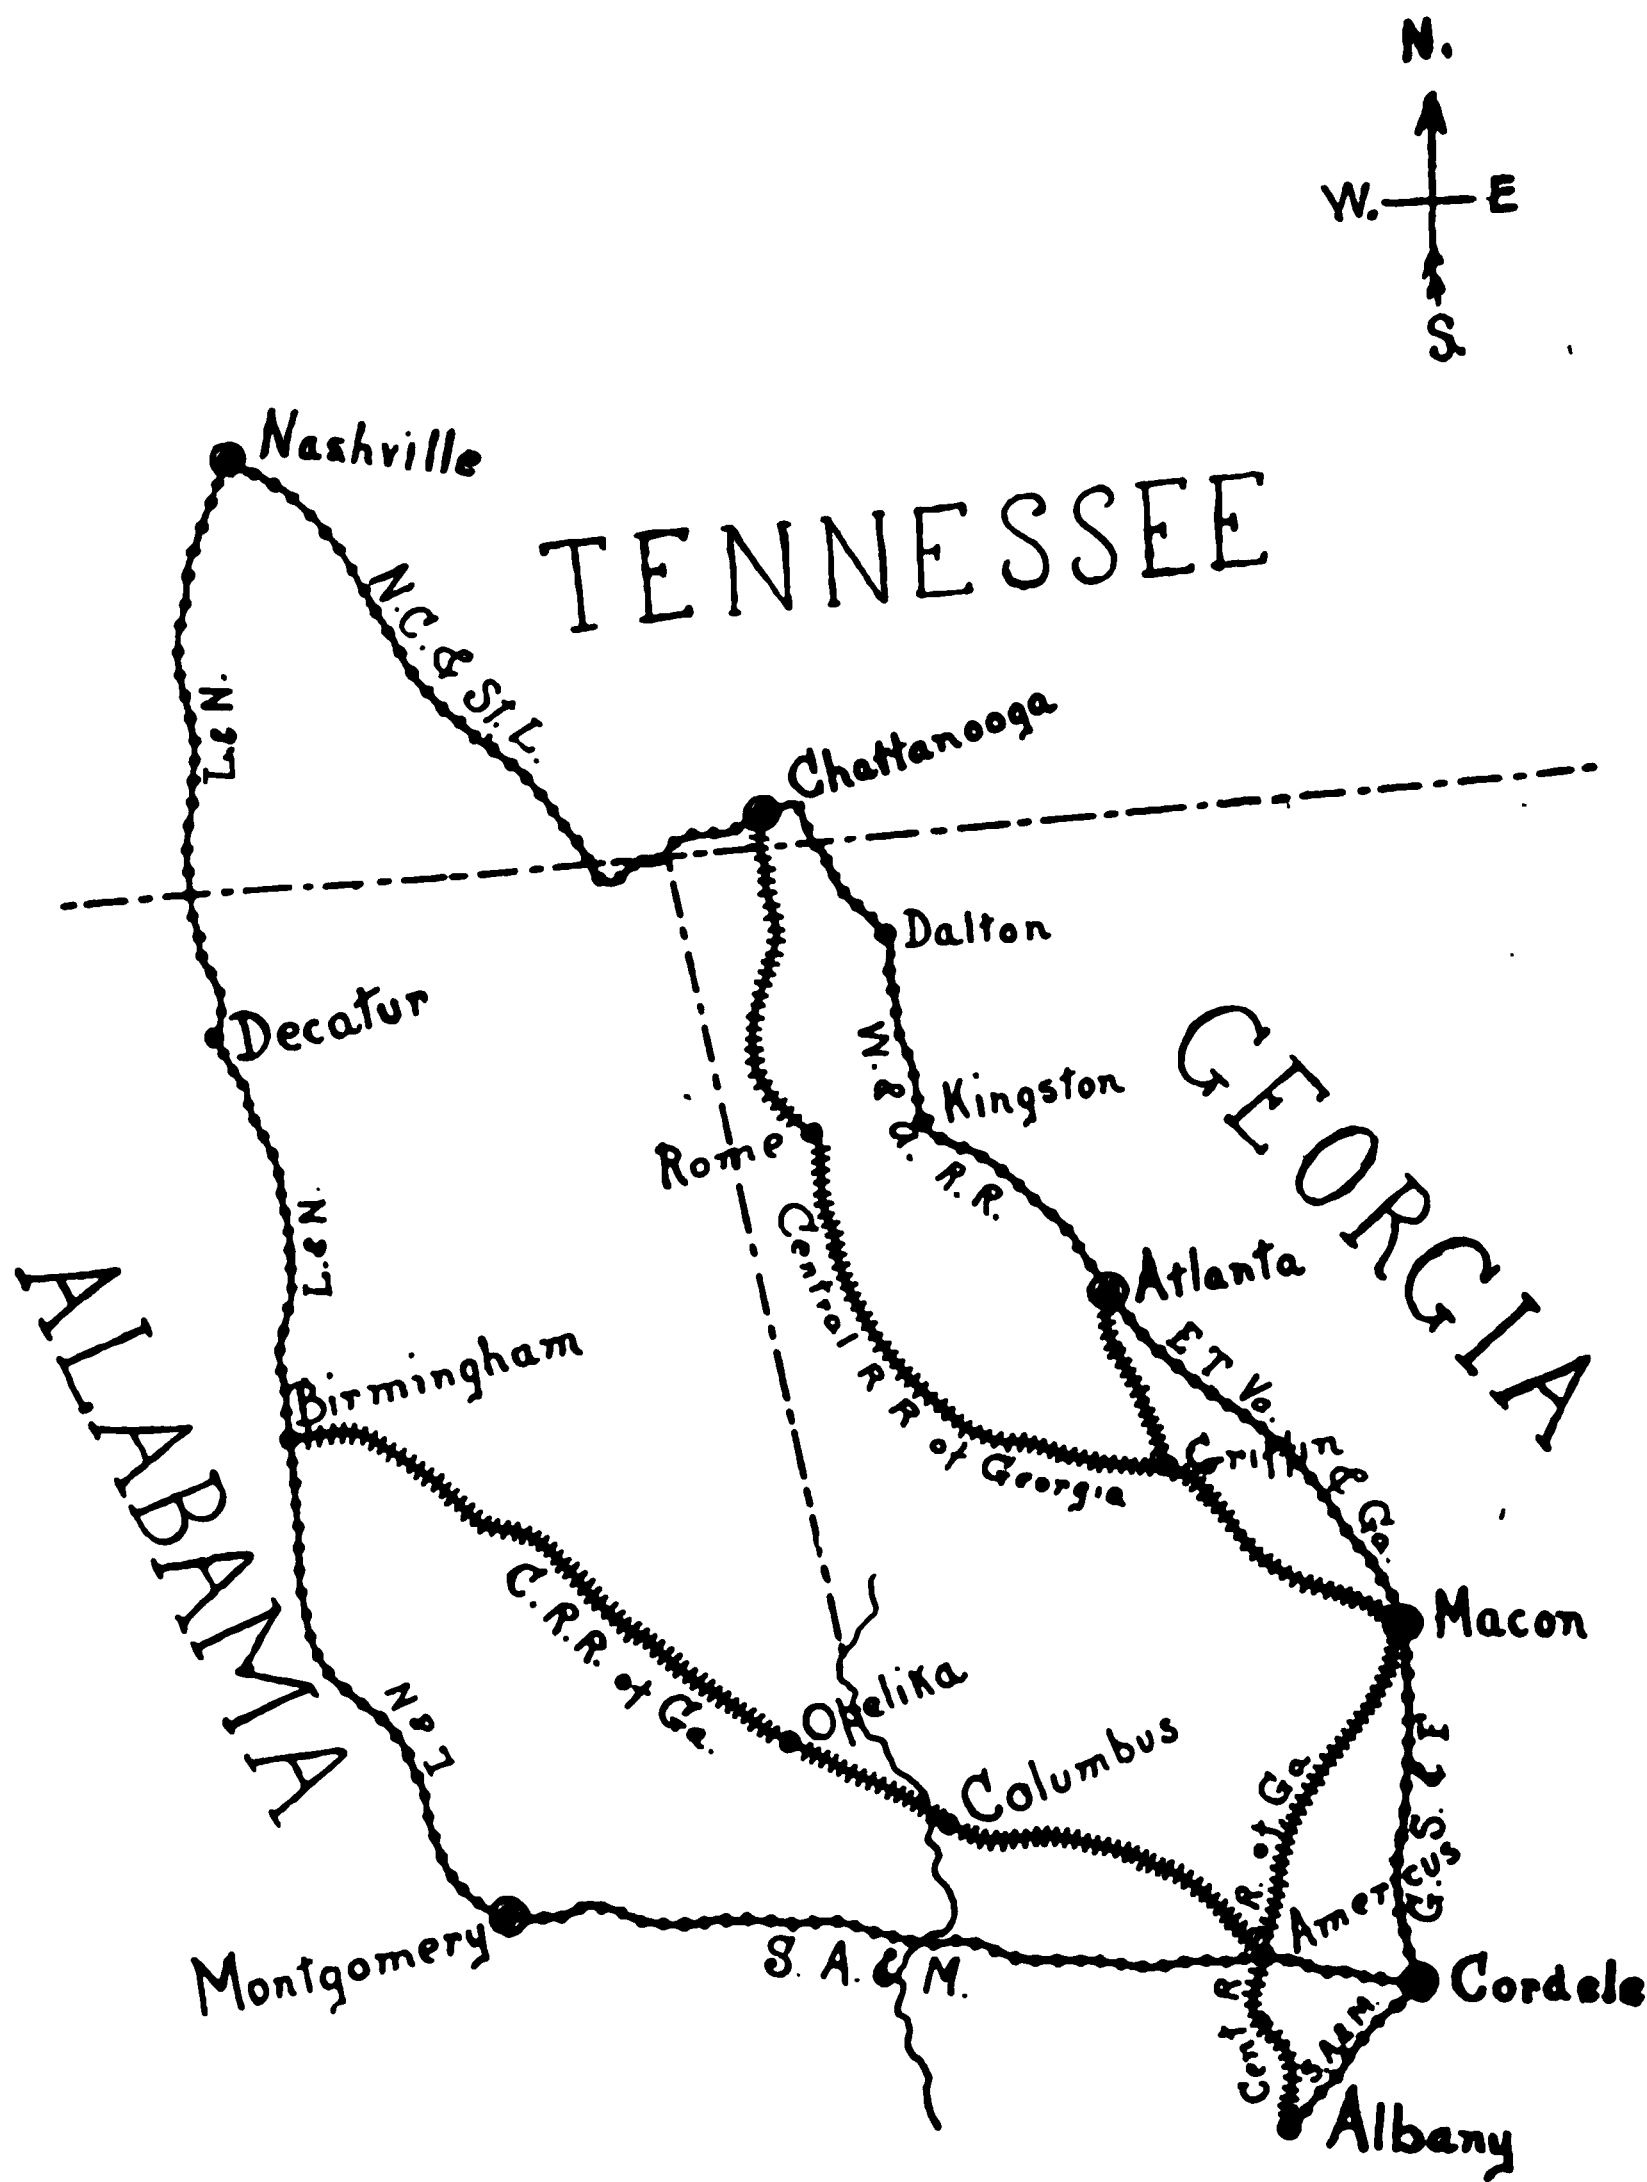 N.
W. E
S.
Nashville
TENNESSEE
N.C. & St. L.
L. & N.
Chattanooga
Dalton
Decatur
GEORGIA
W. & A. R. R.
Kingston
Rome
Central R R of Georgia
L. & N.
Atlanta
ALABAMA
E T Va. & Ga.
Birmingham
Griffin
C. R. R. of Ga.
Macon
Opelika
L & N
Columbus
R. of Ga
G. S. & F
Americus
Montgomery
S. A. & M.
Cordele
Cent R
S. A & M.
Albany